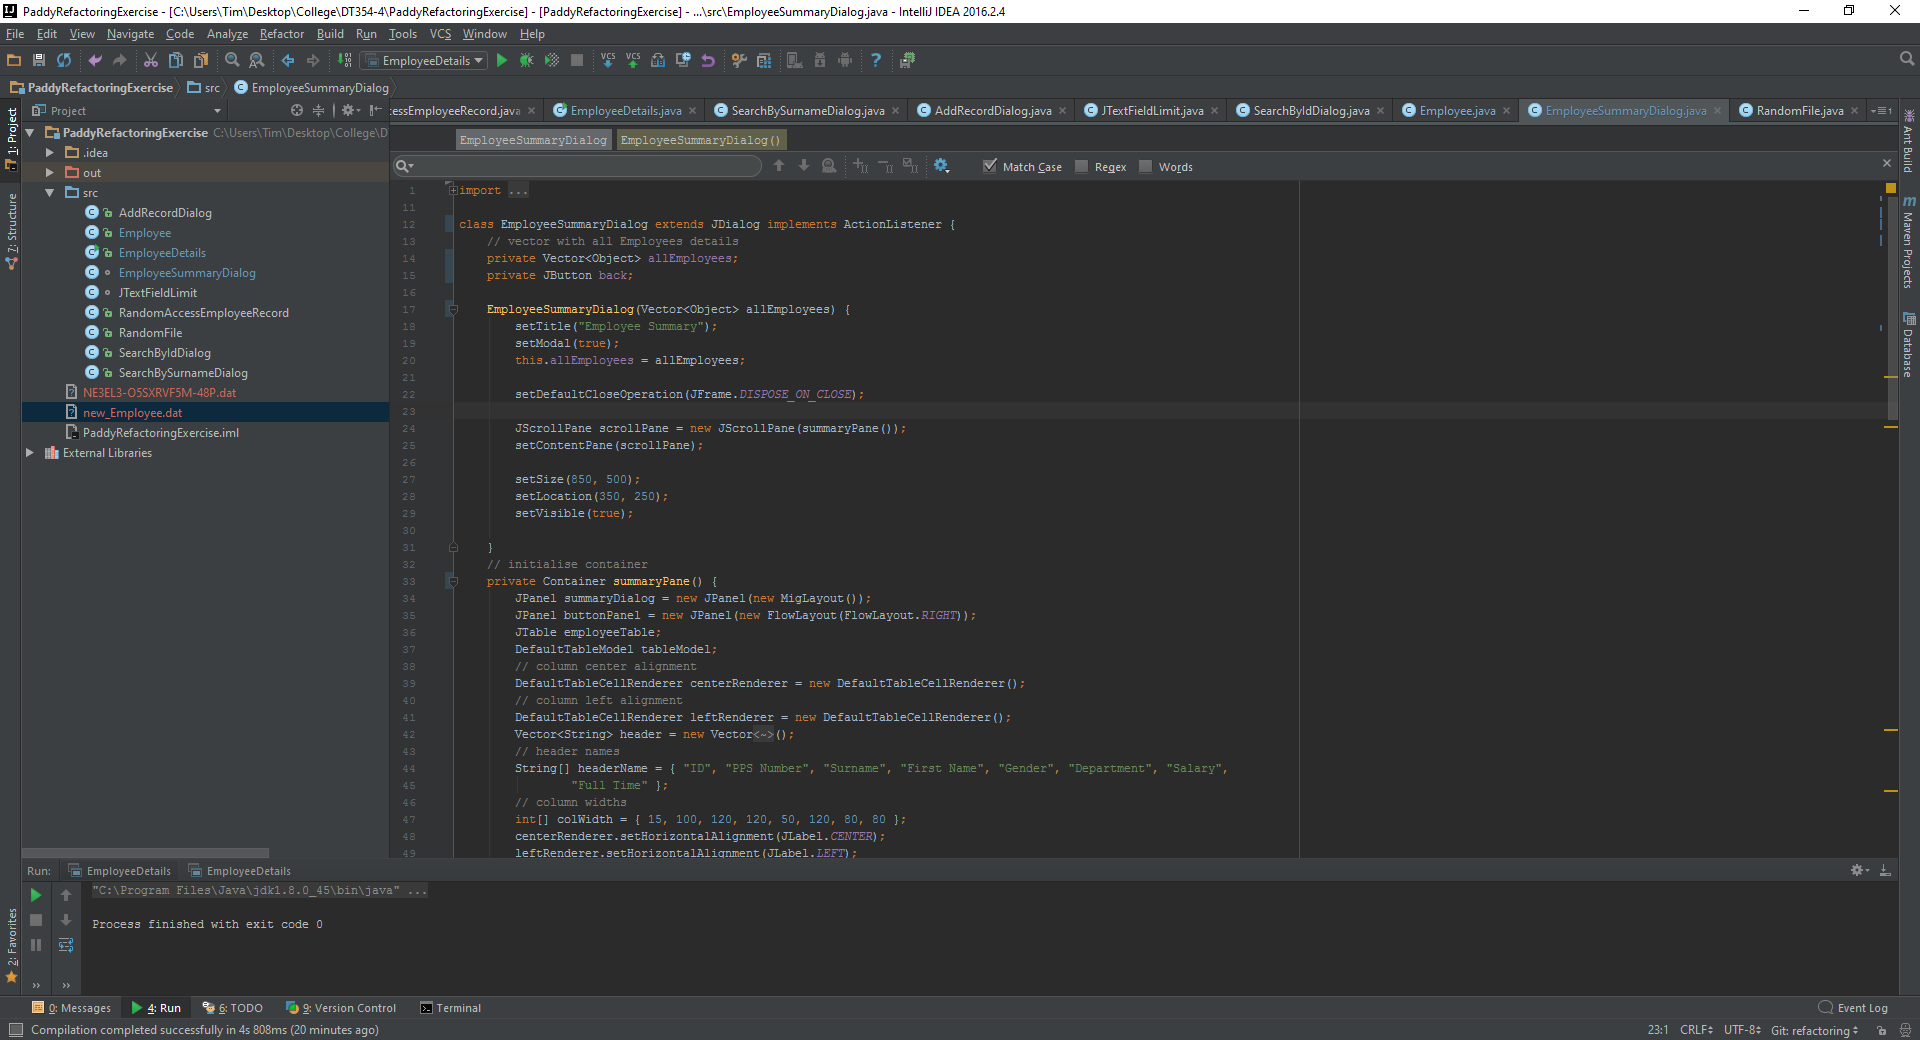 PaddyRefactoringExercise - [C:\Users\Tim\Desktop\College\DT354-4\PaddyRefactoringExercise] - [PaddyRefactoringExercise] - ...\src\EmployeeSummaryDialog.java - IntelliJ IDEA 2016.2.4
File Edit View Navigate Code Analyze Refactor Build Run Tools VCS Window Help
EmployeeDetails
PaddyRefactoringExercise src EmployeeSummaryDialog
Project
essEmployeeRecord.java EmployeeDetails.java SearchBySurnameDialog.java AddRecordDialog.java JTextFieldLimit.java SearchByIdDialog.java Employee.java EmployeeSummaryDialog.java RandomFile.java
EmployeeSummaryDialog EmployeeSummaryDialog()
Match Case Regex Words
1: Project
7: Structure
2: Favorites
PaddyRefactoringExercise C:\Users\Tim\Desktop\College\D
.idea
out
src
AddRecordDialog
Employee
EmployeeDetails
EmployeeSummaryDialog
JTextFieldLimit
RandomAccessEmployeeRecord
RandomFile
SearchByIdDialog
SearchBySurnameDialog
NE3EL3-O5SXRVF5M-48P.dat
new_Employee.dat
PaddyRefactoringExercise.iml
External Libraries
1 import ...
11
12 class EmployeeSummaryDialog extends JDialog implements ActionListener {
13 // vector with all Employees details
14 private Vector<Object> allEmployees;
15 private JButton back;
16
17 EmployeeSummaryDialog(Vector<Object> allEmployees) {
18 setTitle("Employee Summary");
19 setModal(true);
20 this.allEmployees = allEmployees;
21
22 setDefaultCloseOperation(JFrame.DISPOSE_ON_CLOSE);
23
24 JScrollPane scrollPane = new JScrollPane(summaryPane());
25 setContentPane(scrollPane);
26
27 setSize(850, 500);
28 setLocation(350, 250);
29 setVisible(true);
30
31 }
32 // initialise container
33 private Container summaryPane() {
34 JPanel summaryDialog = new JPanel(new MigLayout());
35 JPanel buttonPanel = new JPanel(new FlowLayout(FlowLayout.RIGHT));
36 JTable employeeTable;
37 DefaultTableModel tableModel;
38 // column center alignment
39 DefaultTableCellRenderer centerRenderer = new DefaultTableCellRenderer();
40 // column left alignment
41 DefaultTableCellRenderer leftRenderer = new DefaultTableCellRenderer();
42 Vector<String> header = new Vector<~>();
43 // header names
44 String[] headerName = { "ID", "PPS Number", "Surname", "First Name", "Gender", "Department", "Salary",
45 "Full Time" };
46 // column widths
47 int[] colWidth = { 15, 100, 120, 120, 50, 120, 80, 80 };
48 centerRenderer.setHorizontalAlignment(JLabel.CENTER);
49 leftRenderer.setHorizontalAlignment(JLabel.LEFT);
Ant Build
Maven Projects
Database
Run: EmployeeDetails EmployeeDetails
"C:\Program Files\Java\jdk1.8.0_45\bin\java" ...
Process finished with exit code 0
0: Messages 4: Run 6: TODO 9: Version Control Terminal Event Log
Compilation completed successfully in 4s 808ms (20 minutes ago) 23:1 CRLF UTF-8 Git: refactoring